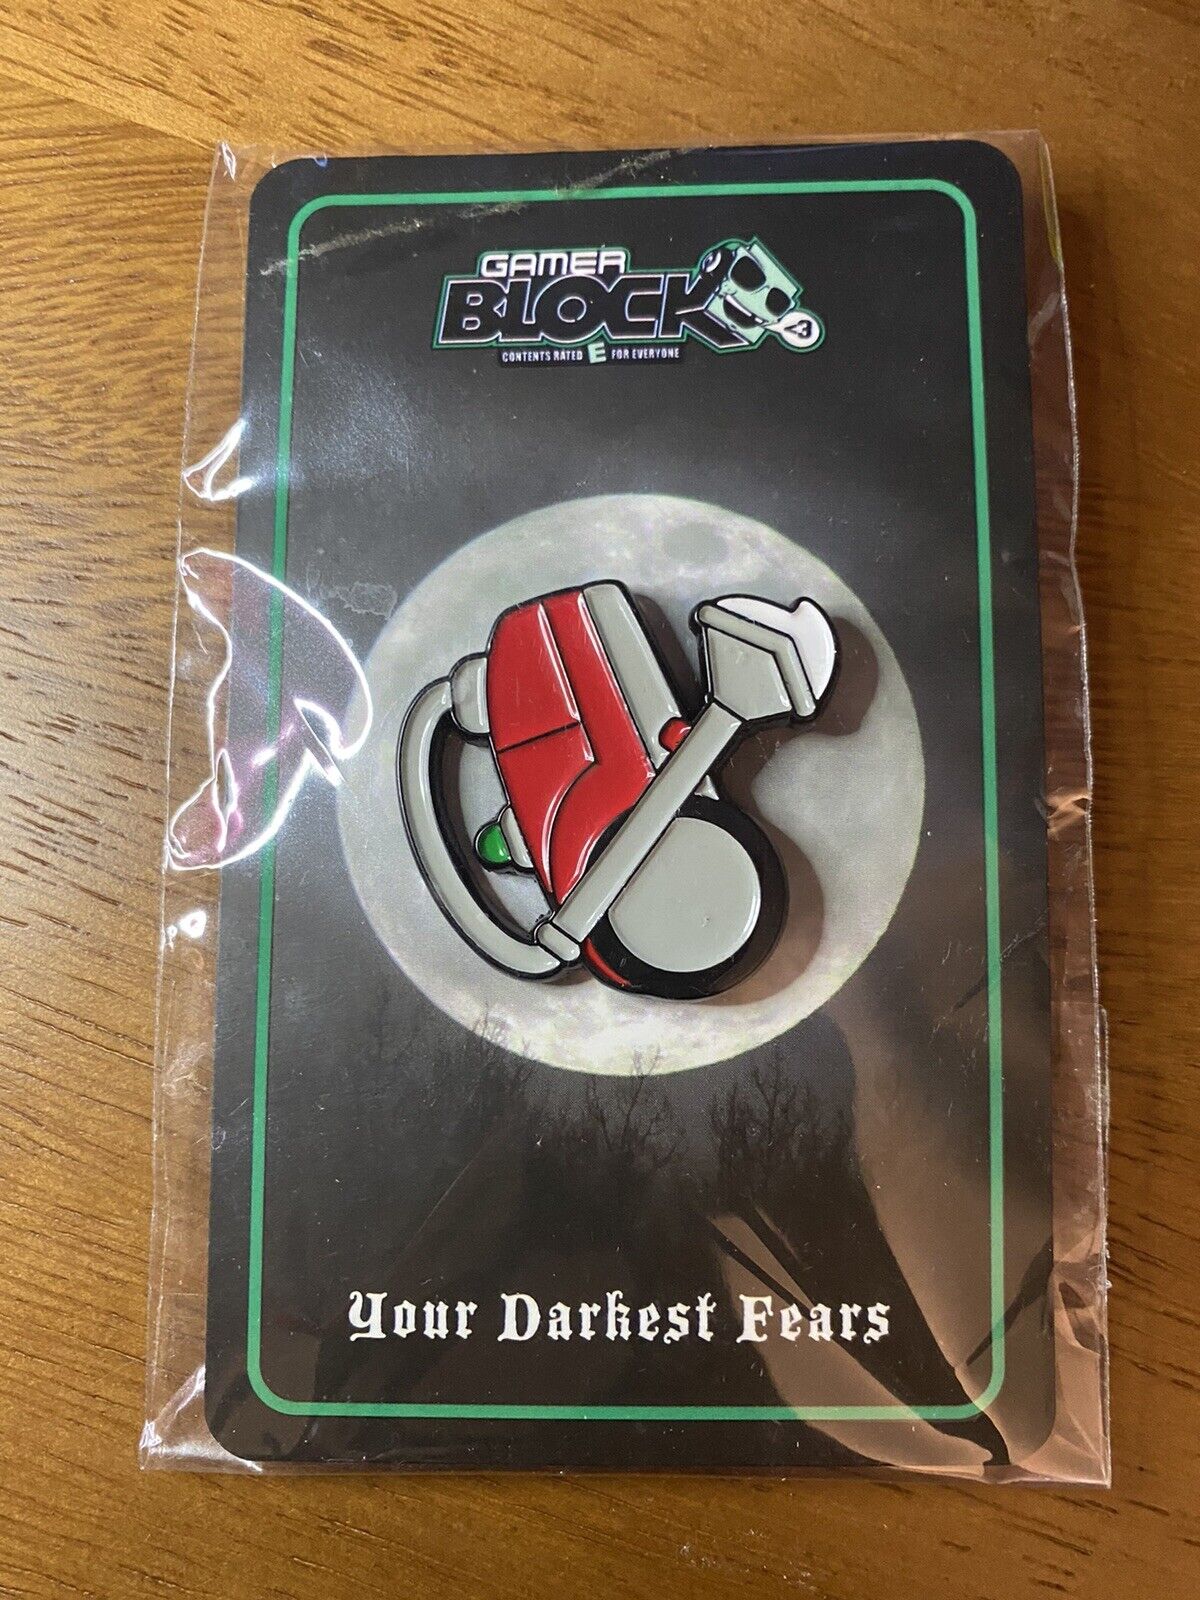 GAMER
BLOCK
CONTENTS RATED E FOR EVERYONE
Your Darkest Fears